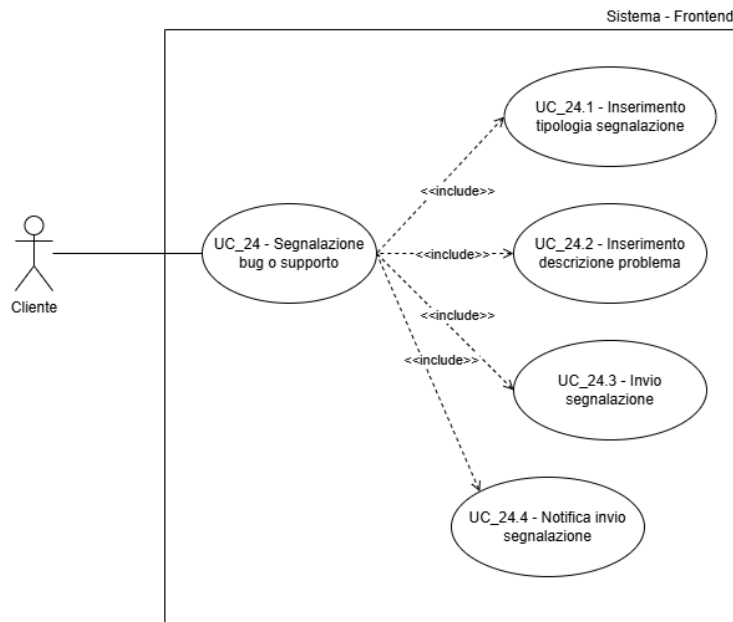 Sistema - Frontend
UC_24.1 - Inserimento
tipologia segnalazione
<<include>>
UC_24 - Segnalazione
bug o supporto
<<include>>
UC_24.2 - Inserimento
descrizione problema
Cliente
<<include>>
<<include>>
UC_24.3 - Invio
segnalazione
UC_24.4 - Notifica invio
segnalazione